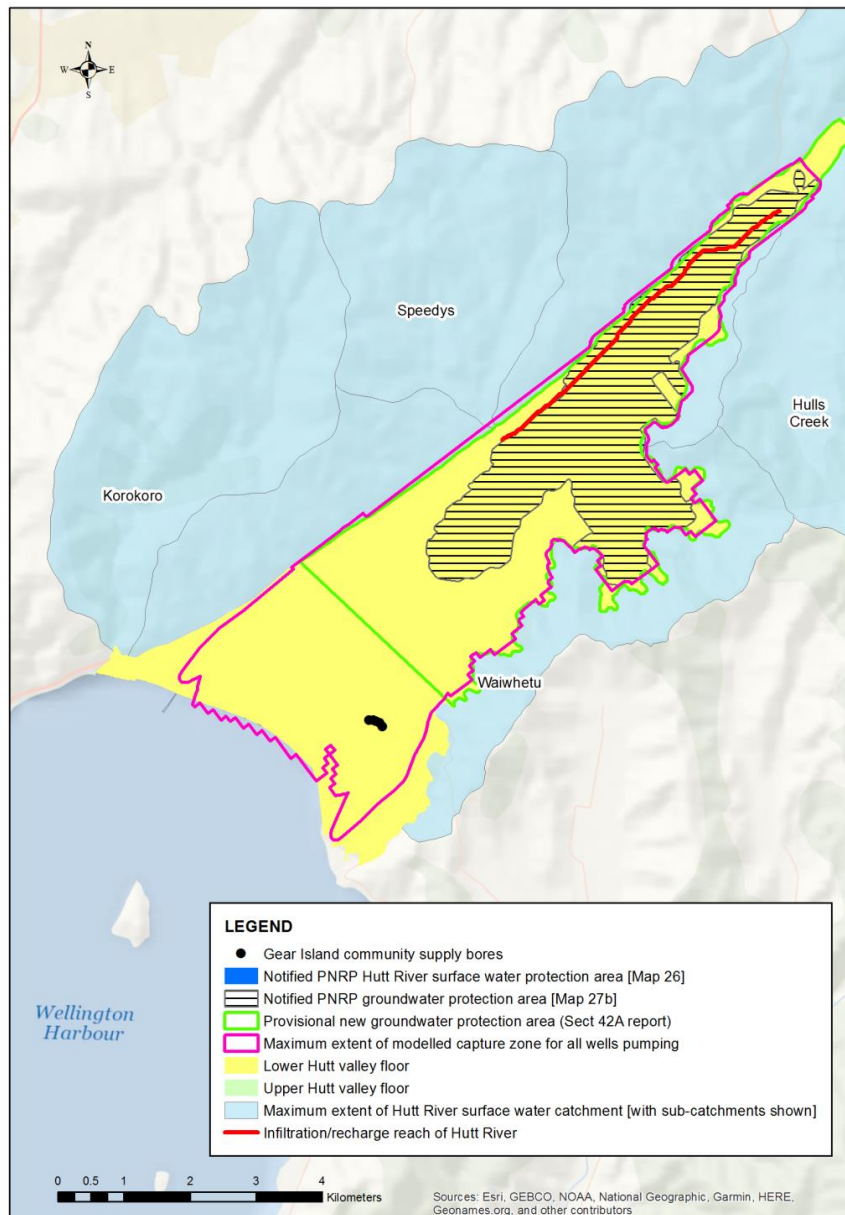 N
W E
S
Speedys
Hulls
Creek
Korokoro
Waiwhetu
Wellington
Harbour
LEGEND
Gear Island community supply bores
Notified PNRP Hutt River surface water protection area [Map 26]
Notified PNRP groundwater protection area [Map 27b]
Provisional new groundwater protection area (Sect 42A report)
Maximum extent of modelled capture zone for all wells pumping
Lower Hutt valley floor
Upper Hutt valley floor
Maximum extent of Hutt River surface water catchment [with sub-catchments shown]
Infiltration/recharge reach of Hutt River
0 0.5 1 2 3 4
Kilometers
Sources: Esri, GEBCO, NOAA, National Geographic, Garmin, HERE,
Geonames.org, and other contributors